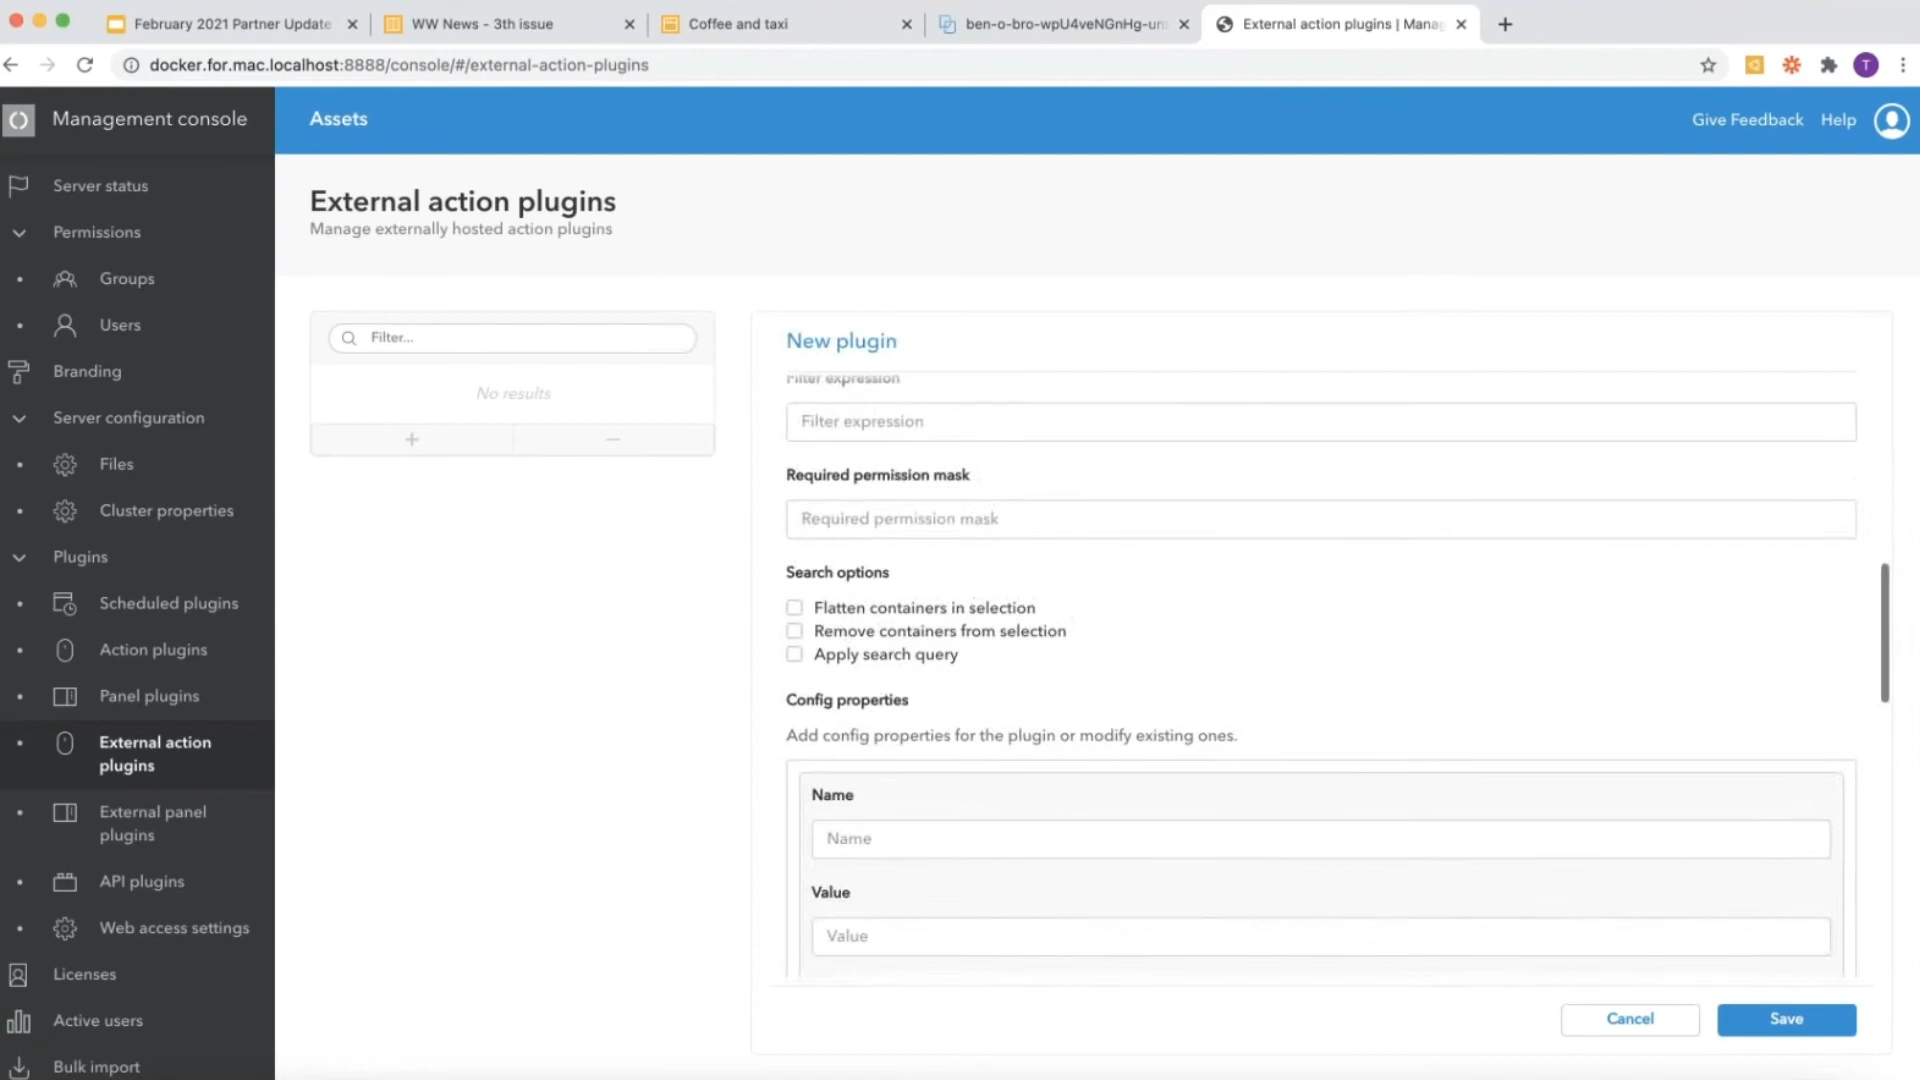 February 2021 Partner Update
WW News - 3th issue
Coffee and taxi
ben-o-bro-wpU4veNGnHg-uns
External action plugins | Manag
docker.for.mac.localhost:8888/console/#/external-action-plugins
T
Management console
Assets
Give Feedback
Help
Server status
Permissions
Groups
Users
Branding
Server configuration
Files
Cluster properties
Plugins
Scheduled plugins
Action plugins
Panel plugins
External action
plugins
External panel
plugins
API plugins
Web access settings
Licenses
Active users
Bulk import
External action plugins
Manage externally hosted action plugins
Filter...
No results
New plugin
Filter expression
Filter expression
Required permission mask
Required permission mask
Search options
Flatten containers in selection
Remove containers from selection
Apply search query
Config properties
Add config properties for the plugin or modify existing ones.
Name
Name
Value
Value
Cancel
Save